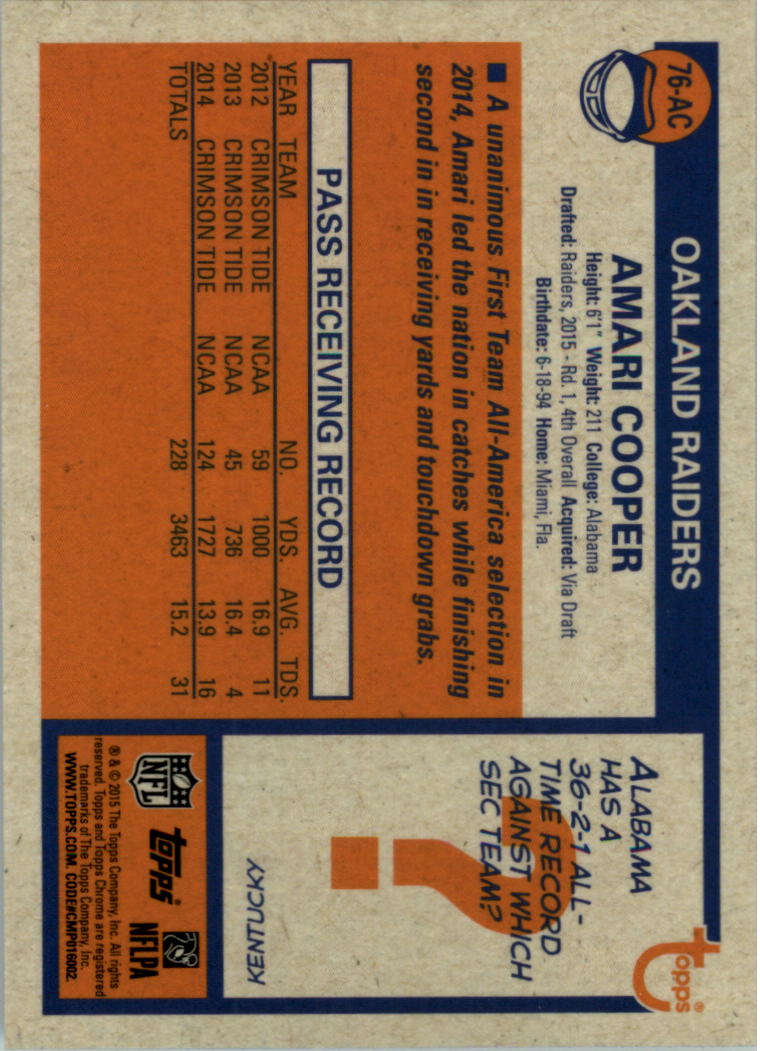 76-AC
OAKLAND RAIDERS
AMARI COOPER
Height: 6'1" Weight: 211 College: Alabama
Drafted: Raiders, 2015 - Rd. 1, 4th Overall Acquired: Via Draft
Birthdate: 6-18-94 Home: Miami, Fla.
■ A unanimous First Team All-America selection in
2014, Amari led the nation in catches while finishing
second in in receiving yards and touchdown grabs.
PASS RECEIVING RECORD
YEAR TEAM NO. YDS. AVG. TDS.
2012 CRIMSON TIDE NCAA 59 1000 16.9 11
2013 CRIMSON TIDE NCAA 45 736 16.4 4
2014 CRIMSON TIDE NCAA 124 1727 13.9 16
TOTALS 228 3463 15.2 31
topps®
ALABAMA
HAS A
36-2-1 ALL-
TIME RECORD
AGAINST WHICH
SEC TEAM?
?
KENTUCKY
NFL
topps®
NFLPA
® & © 2015 The Topps Company, Inc. All rights
reserved. Topps and Topps Chrome are registered
trademarks of The Topps Company, Inc.
WWW.TOPPS.COM. CODE#CMP016002.